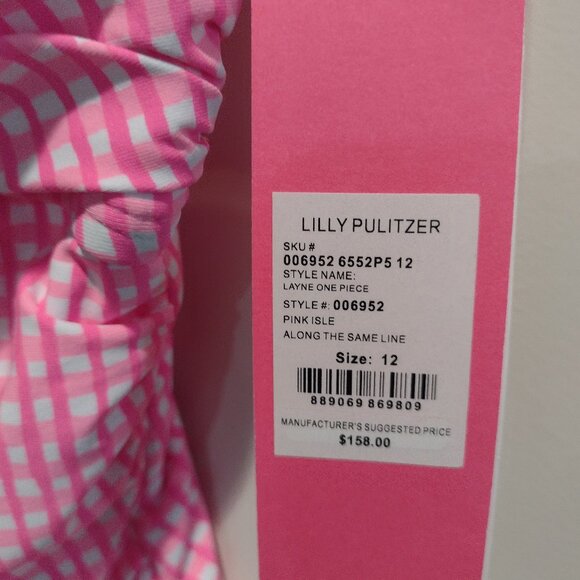 LILLY PULITZER
SKU #
006952 6552P5 12
STYLE NAME:
LAYNE ONE PIECE
STYLE #: 006952
PINK ISLE
ALONG THE SAME LINE
Size: 12
889069 869809
MANUFACTURER'S SUGGESTED PRICE
$158.00